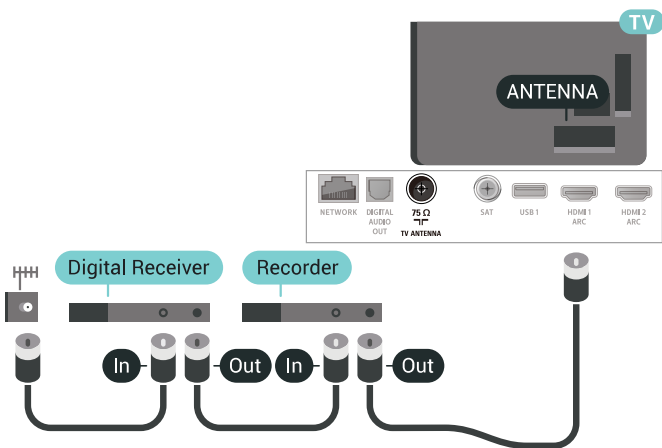 TV
ANTENNA
NETWORK
DIGITAL
AUDIO
OUT
75 Ω
TV ANTENNA
SAT
USB 1
HDMI 1
ARC
HDMI 2
ARC
Digital Receiver
Recorder
In
Out
In
Out